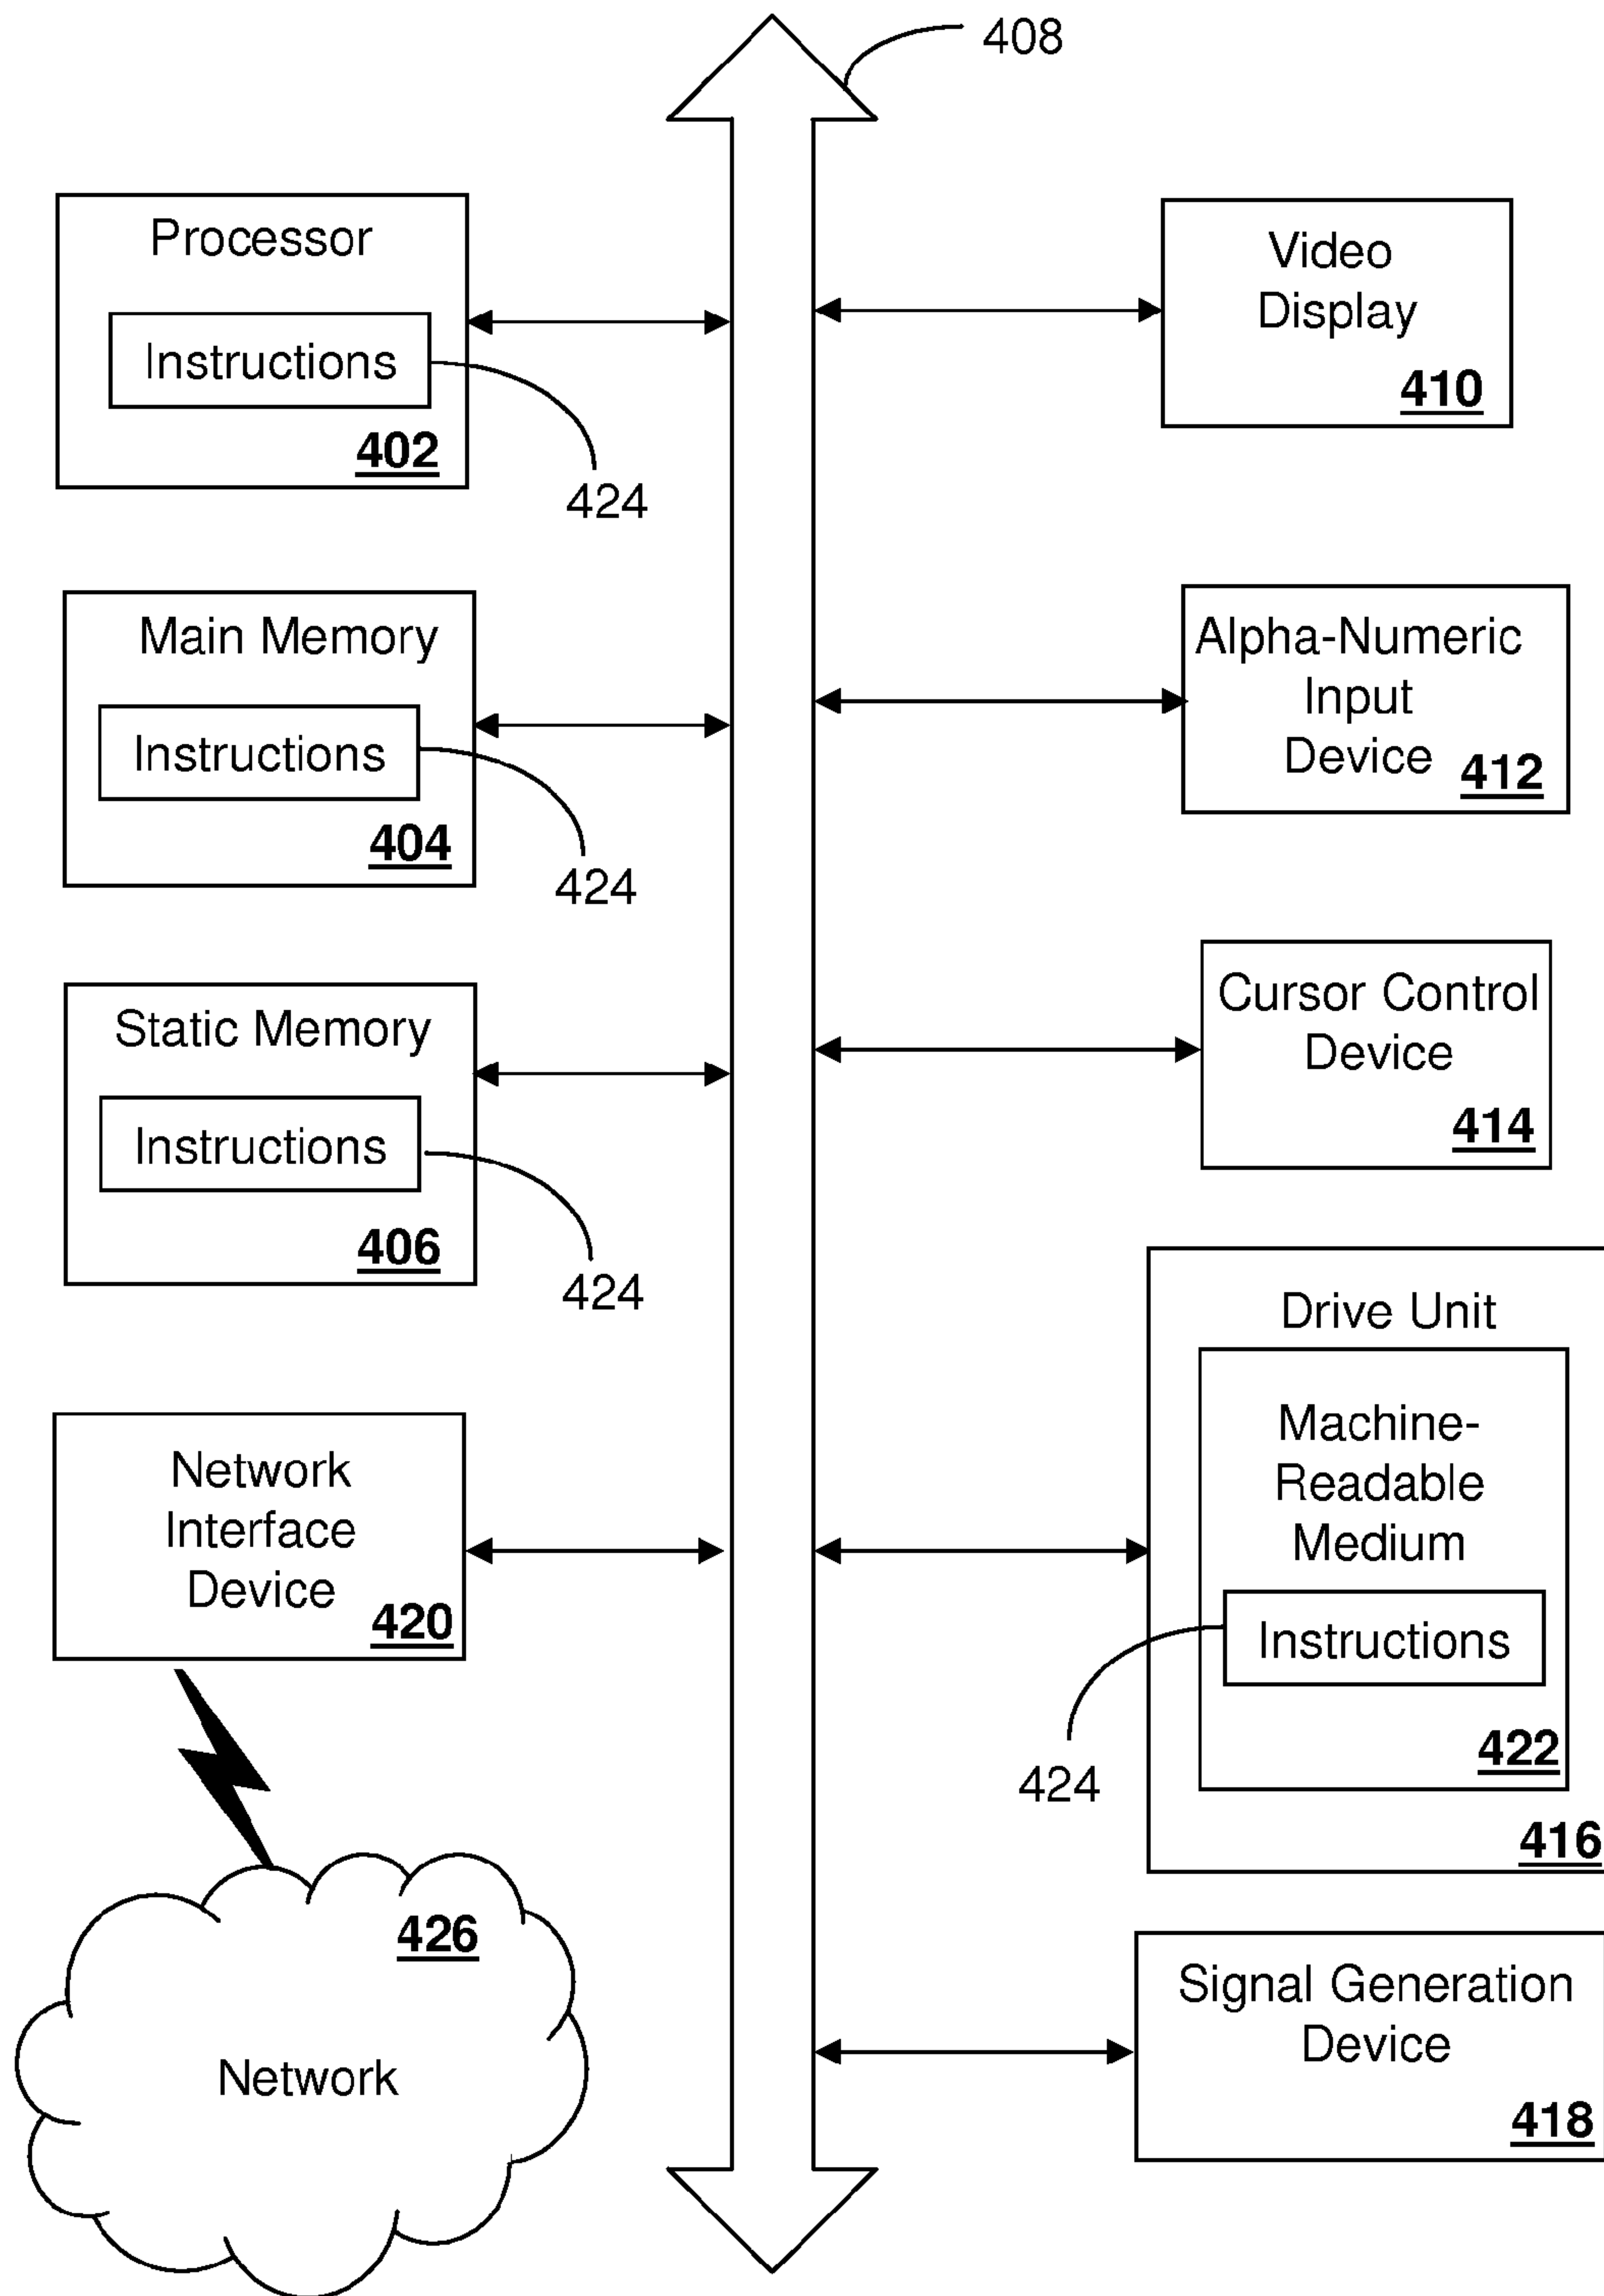 408
Processor
Instructions
402
424
Main Memory
Instructions
404
424
Static Memory
Instructions
406
424
Network
Interface
Device
420
426
Network
Video
Display
410
Alpha-Numeric
Input
Device
412
Cursor Control
Device
414
Drive Unit
Machine-
Readable
Medium
Instructions
422
424
416
Signal Generation
Device
418